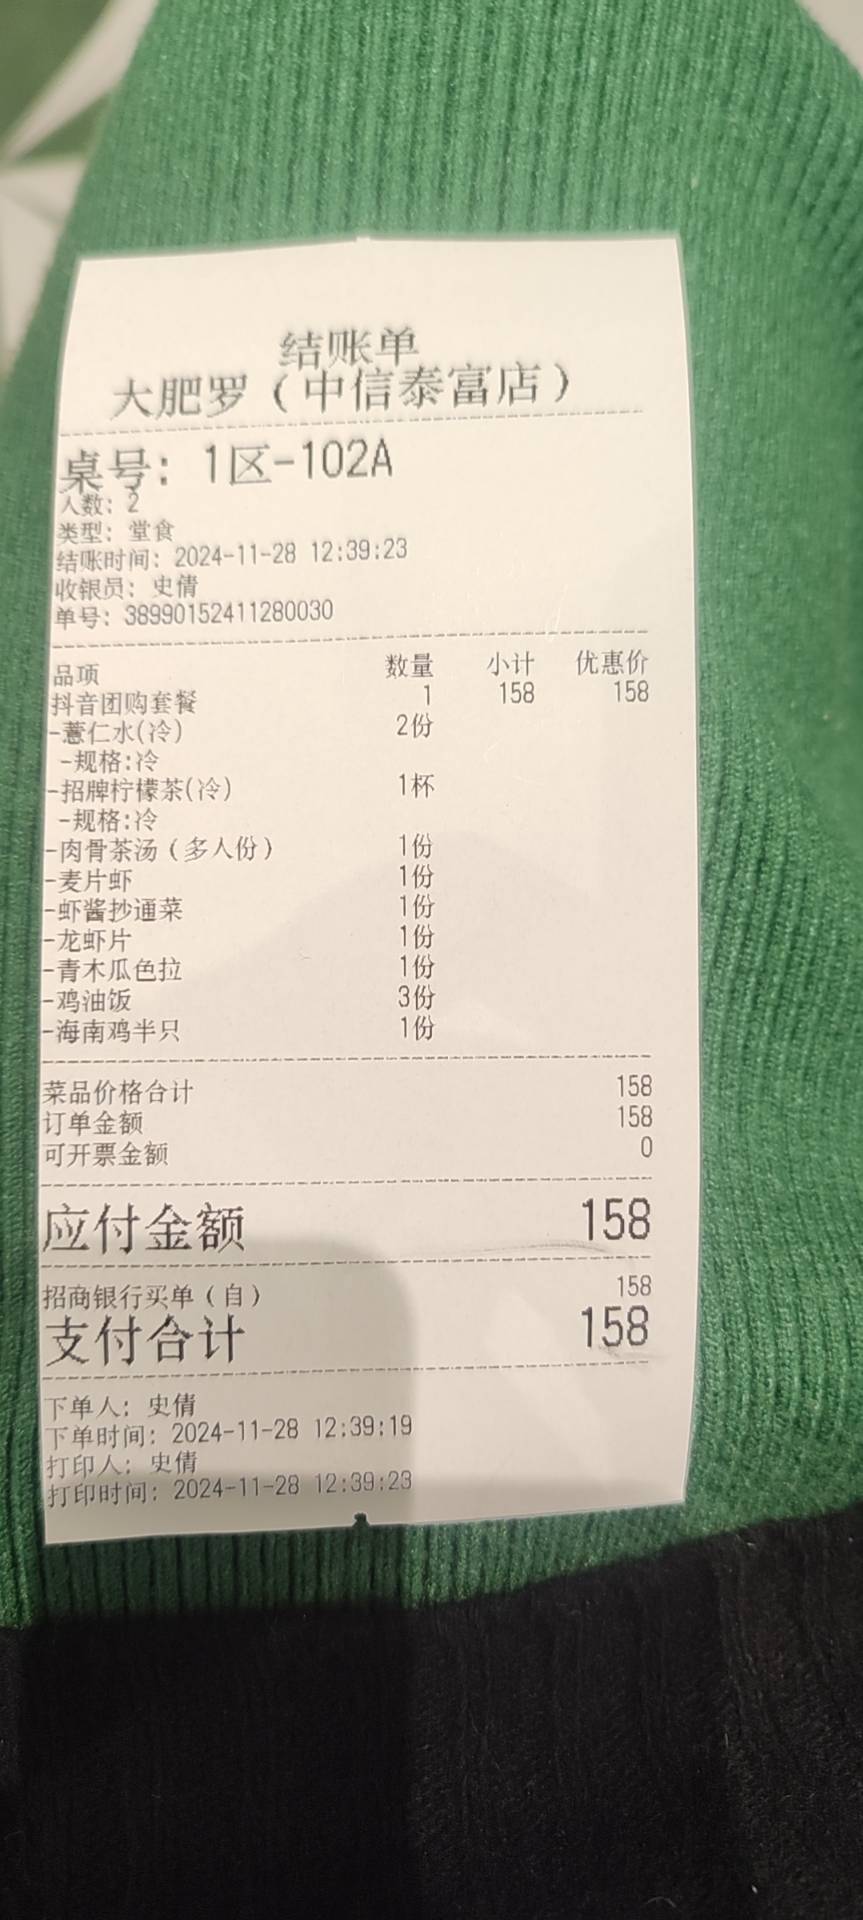 结账单
大肥罗（中信泰富店）
桌号：1区-102A
人数：2
类型：堂食
结账时间：2024-11-28 12:39:23
收银员：史倩
单号：38990152411280030
品项 数量 小计 优惠价
抖音团购套餐 1 158 158
-薏仁水(冷) 2份
-规格:冷
-招牌柠檬茶(冷) 1杯
-规格:冷
-肉骨茶汤（多人份） 1份
-麦片虾 1份
-虾酱抄通菜 1份
-龙虾片 1份
-青木瓜色拉 1份
-鸡油饭 3份
-海南鸡半只 1份
菜品价格合计 158
订单金额 158
可开票金额 0
应付金额 158
招商银行买单（自） 158
支付合计 158
下单人：史倩
下单时间：2024-11-28 12:39:19
打印人：史倩
打印时间：2024-11-28 12:39:23